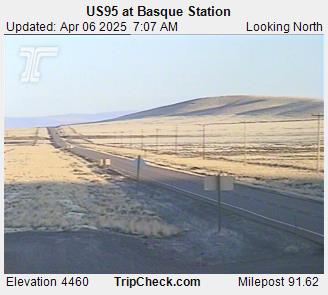 US95 at Basque Station
Updated: Apr 06 2025 7:07 AM Looking North
Elevation 4460 TripCheck.com Milepost 91.62